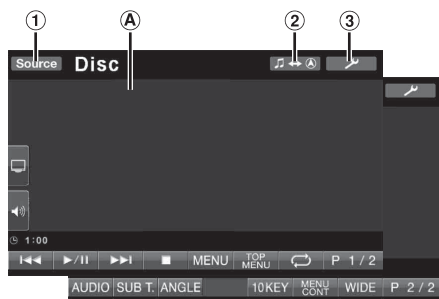 1 A 2 3
Source Disc
1:00
MENU TOP MENU P 1 / 2
AUDIO SUB T. ANGLE 10KEY MENU CONT WIDE P 2 / 2